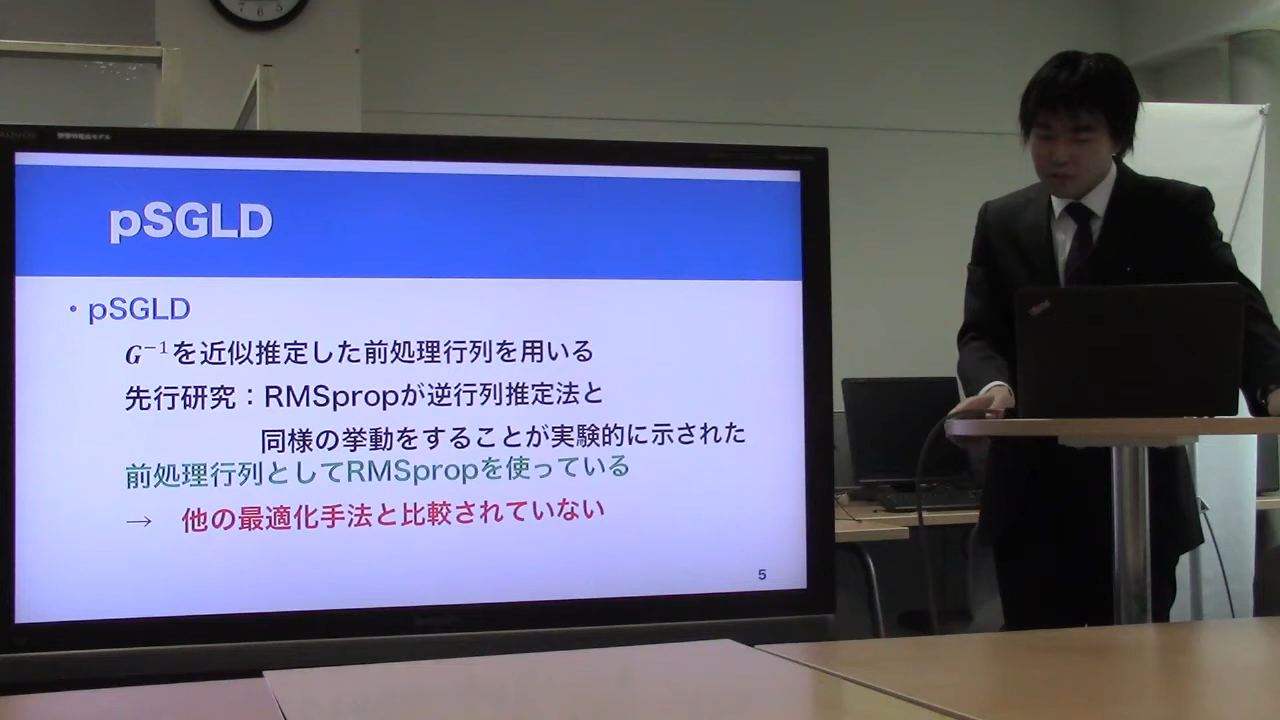 7 6 5
pSGLD
・pSGLD
G⁻¹を近似推定した前処理行列を用いる
先行研究：RMSpropが逆行列推定法と
同様の挙動をすることが実験的に示された
前処理行列としてRMSpropを使っている
→ 他の最適化手法と比較されていない
5